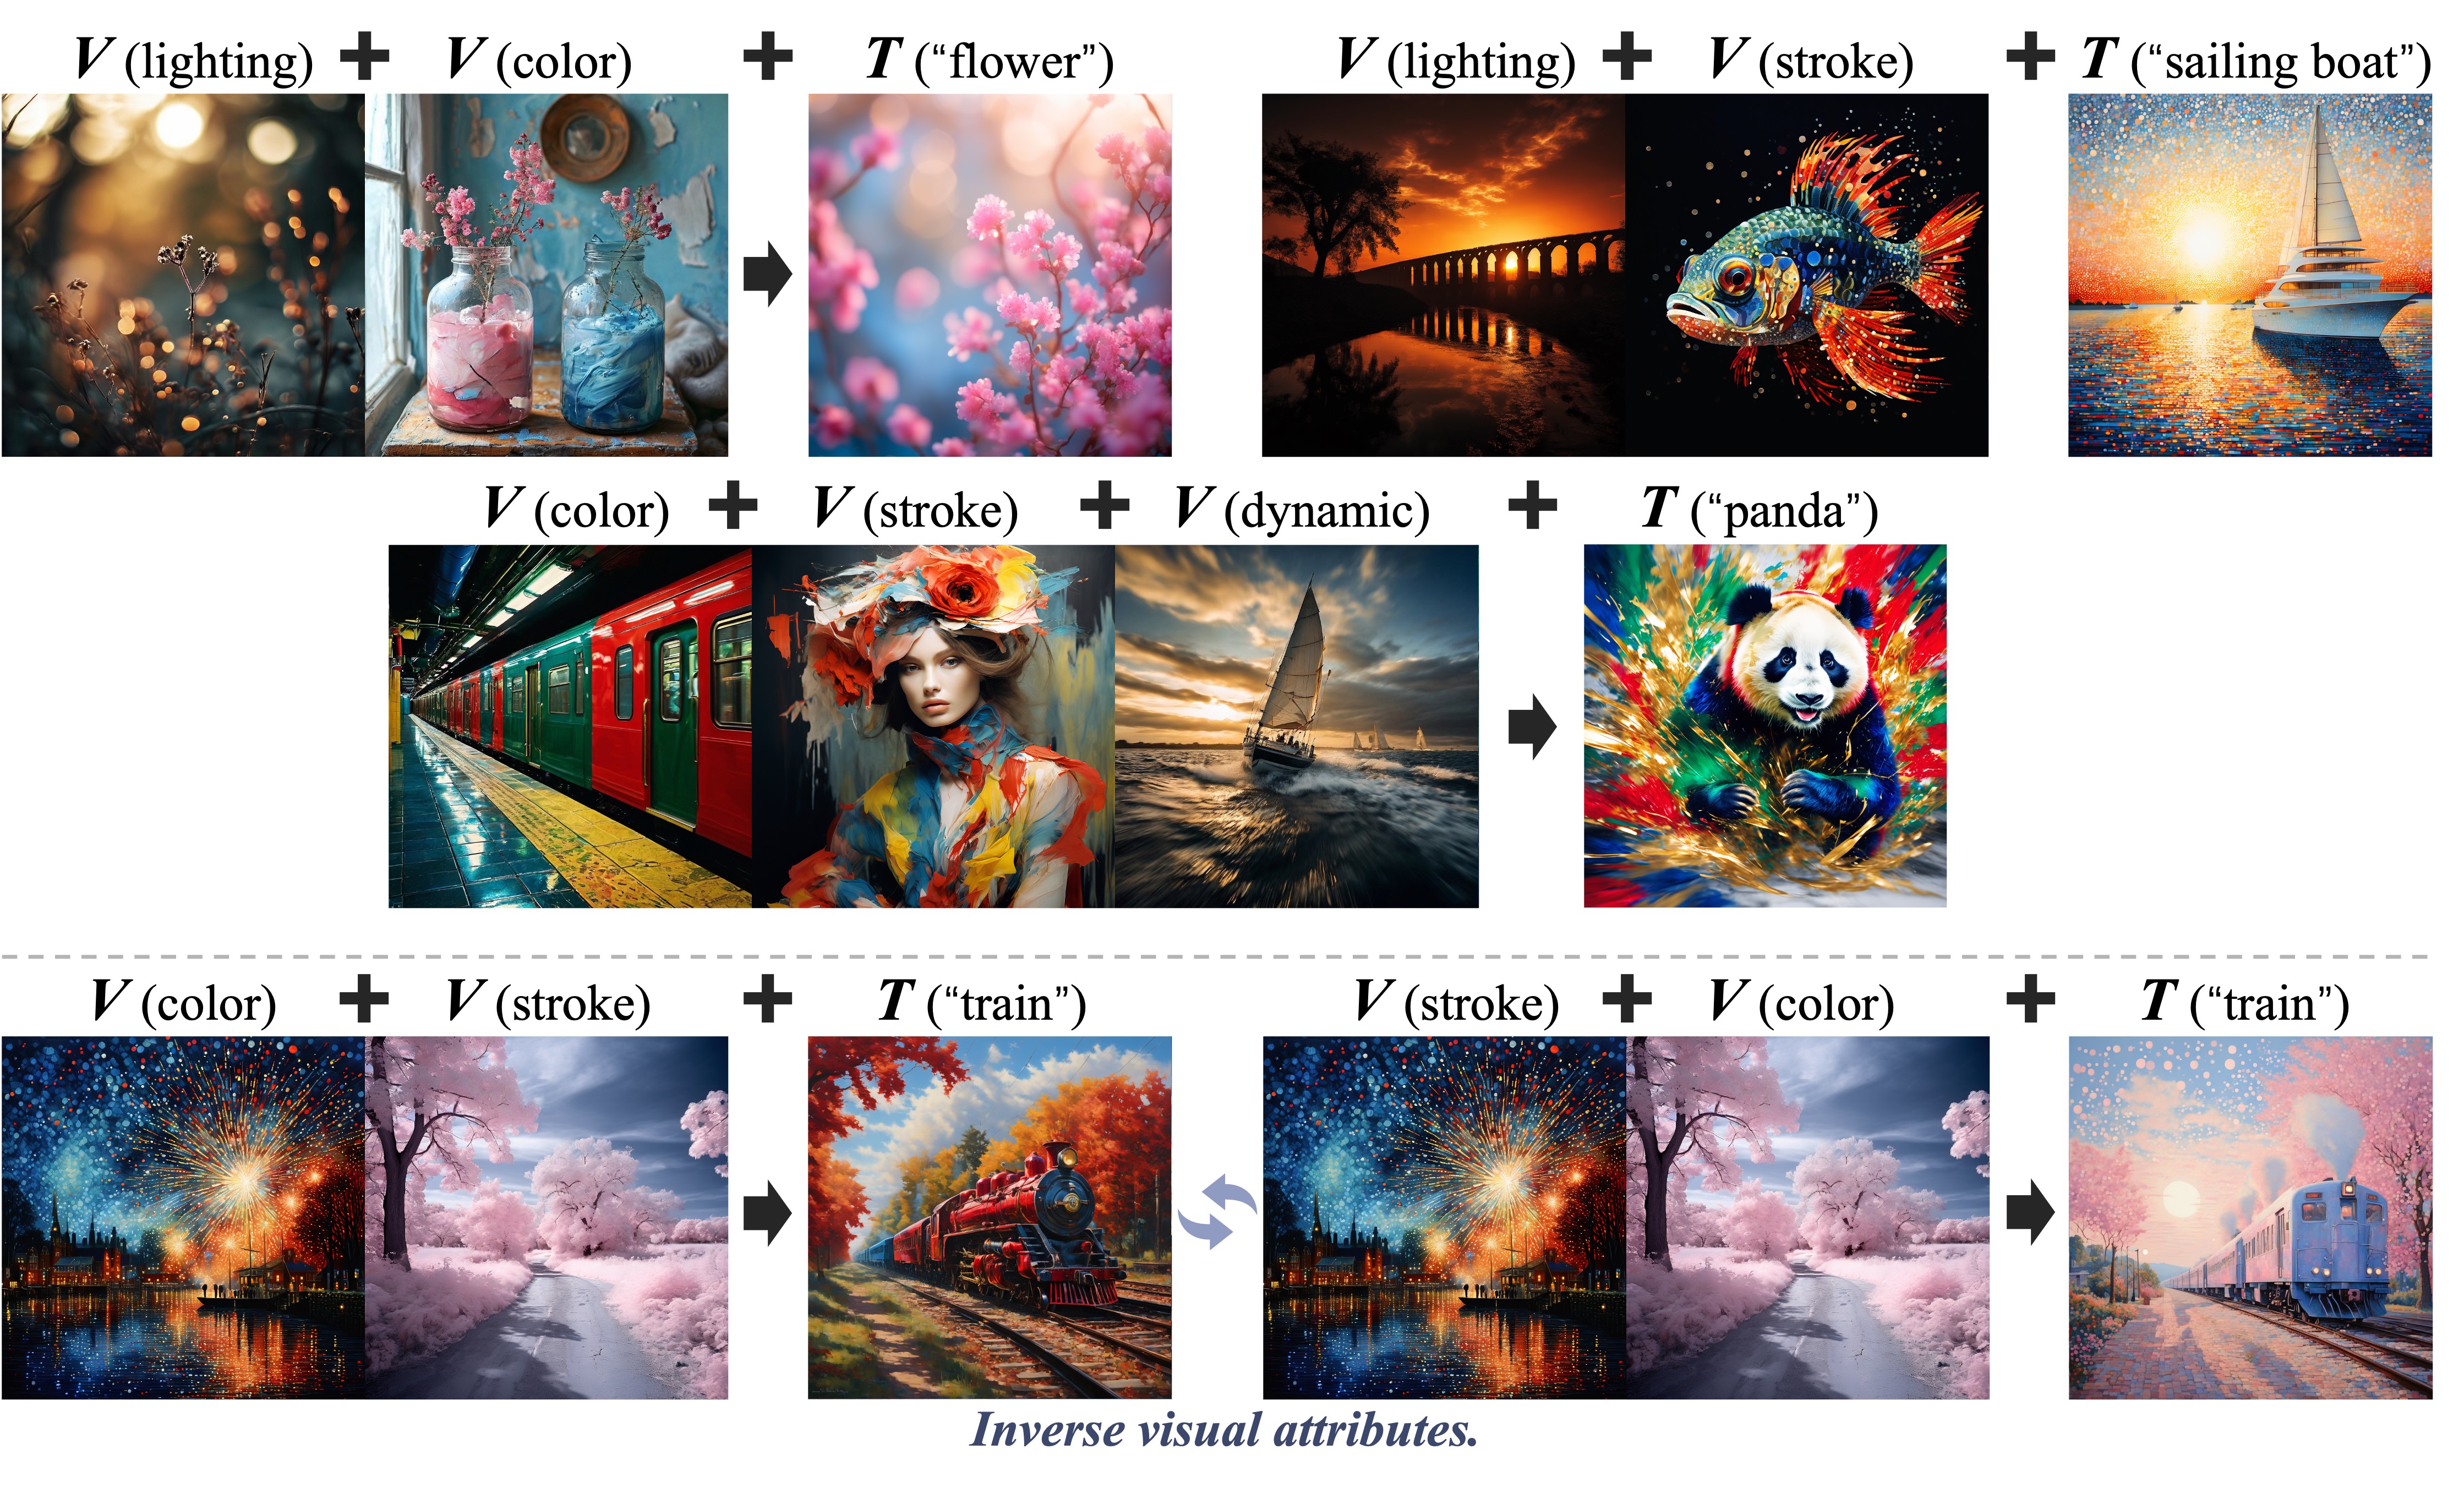 V (lighting) + V (color) + T (“flower”)
V (lighting) + V (stroke) + T (“sailing boat”)
V (color) + V (stroke) + V (dynamic) + T (“panda”)
V (color) + V (stroke) + T (“train”)
V (stroke) + V (color) + T (“train”)
Inverse visual attributes.